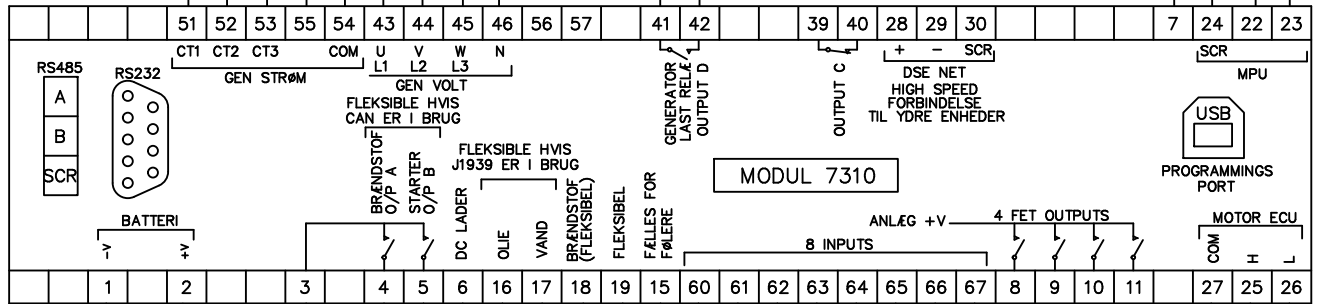 51 52 53 55 54 43 44 45 46 56 57 41 42 39 40 28 29 30 7 24 22 23
CT1 CT2 CT3 COM U V W N + − SCR SCR
L1 L2 L3
GEN STRØM
GEN VOLT
MPU
RS485
RS232
A
B
SCR
FLEKSIBLE HVIS
CAN ER I BRUG
GENERATOR
LAST RELÆ
OUTPUT D
OUTPUT C
DSE NET
HIGH SPEED
FORBINDELSE
TIL YDRE ENHEDER
USB
PROGRAMMINGS
PORT
FLEKSIBLE HVIS
J1939 ER I BRUG
MODUL 7310
BATTERI
-V
+V
BRÆNDSTOF
O/P A
STARTER
O/P B
DC LADER
OLIE
VAND
BRÆNDSTOF
(FLEKSIBEL)
FLEKSIBEL
FÆLLES FOR
FØLERE
8 INPUTS
ANLÆG +V
4 FET OUTPUTS
MOTOR ECU
COM
H
L
1 2 3 4 5 6 16 17 18 19 15 60 61 62 63 64 65 66 67 8 9 10 11 27 25 26